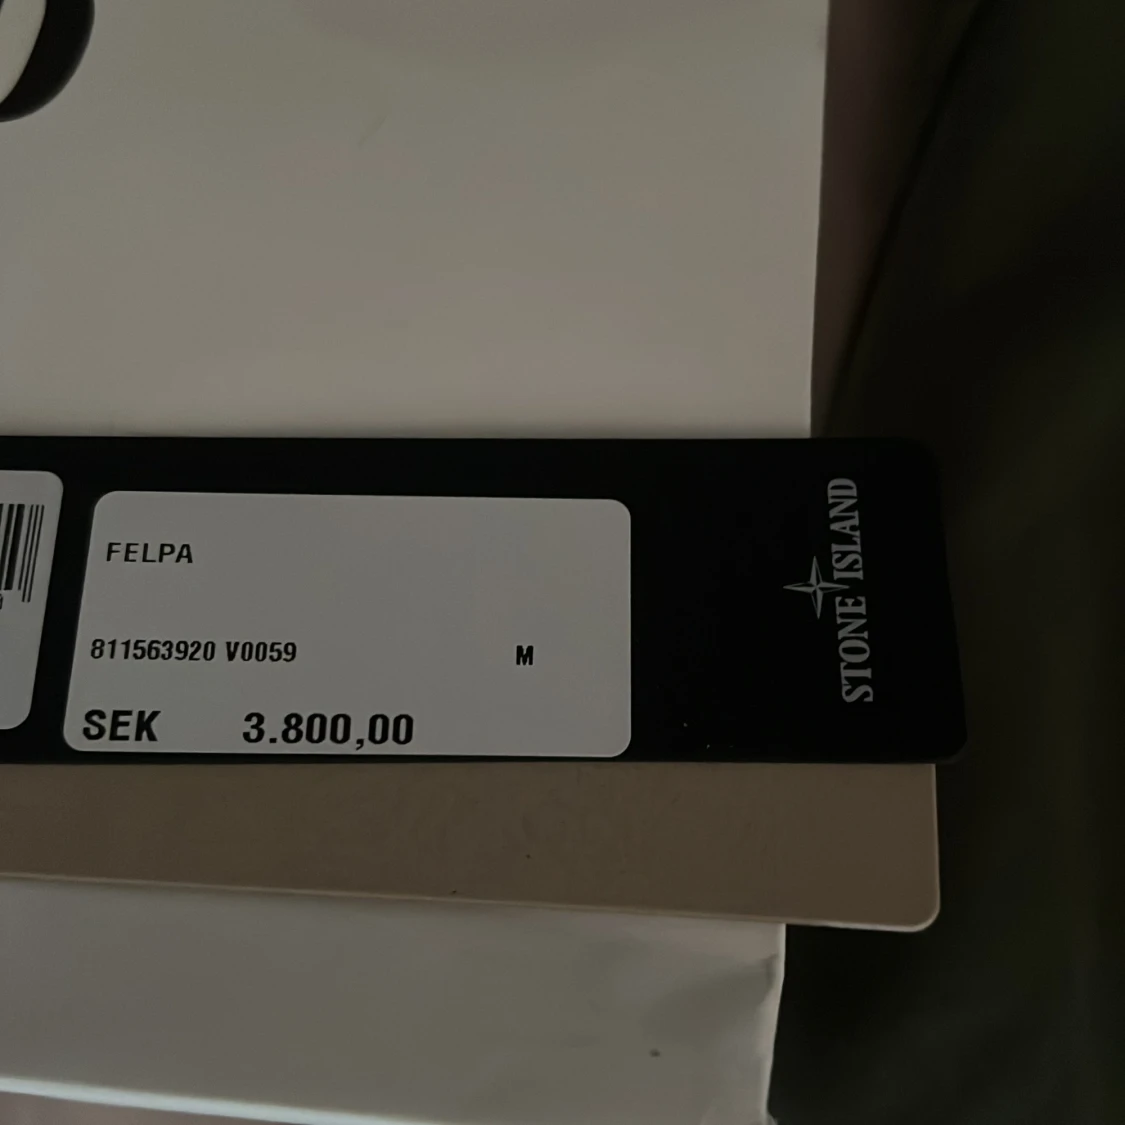 FELPA
811563920 V0059 M
SEK 3.800,00
STONE ISLAND